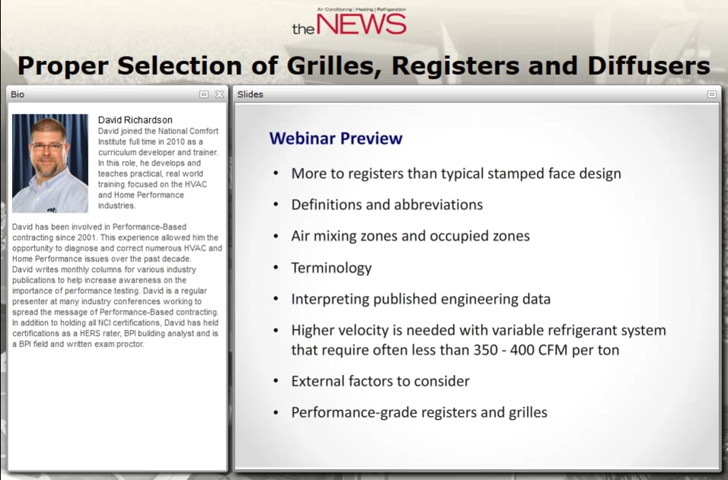 Air Conditioning | Heating | Refrigeration
the NEWS
Proper Selection of Grilles, Registers and Diffusers
Bio
David Richardson
David joined the National Comfort
Institute full time in 2010 as a
curriculum developer and trainer.
In this role, he develops and
teaches practical, real world
training focused on the HVAC
and Home Performance
industries.
David has been involved in Performance-Based
contracting since 2001. This experience allowed him the
opportunity to diagnose and correct numerous HVAC and
Home Performance issues over the past decade.
David writes monthly columns for various industry
publications to help increase awareness on the
importance of performance testing. David is a regular
presenter at many industry conferences working to
spread the message of Performance-Based contracting.
In addition to holding all NCI certifications, David has held
certifications as a HERS rater, BPI building analyst and is
a BPI field and written exam proctor.
Slides
Webinar Preview
• More to registers than typical stamped face design
• Definitions and abbreviations
• Air mixing zones and occupied zones
• Terminology
• Interpreting published engineering data
• Higher velocity is needed with variable refrigerant system
that require often less than 350 - 400 CFM per ton
• External factors to consider
• Performance-grade registers and grilles